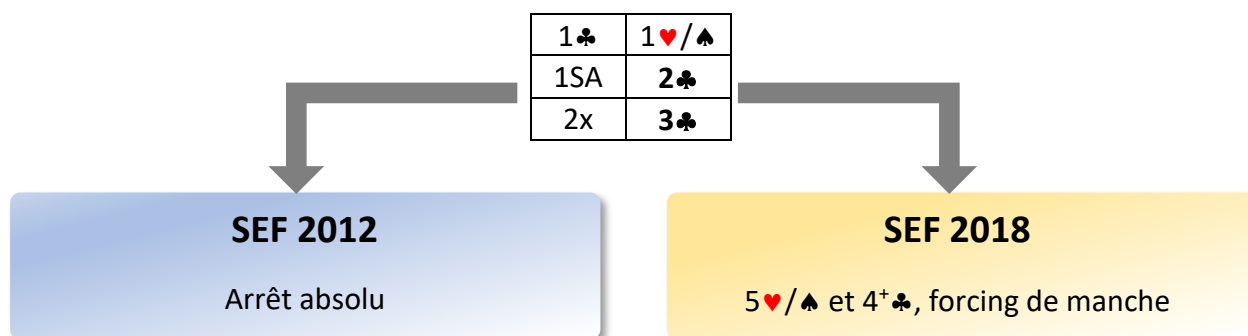 1♣ 1♥/♠
1SA 2♣
2x 3♣
SEF 2012
Arrêt absolu
SEF 2018
5♥/♠ et 4⁺♣, forcing de manche